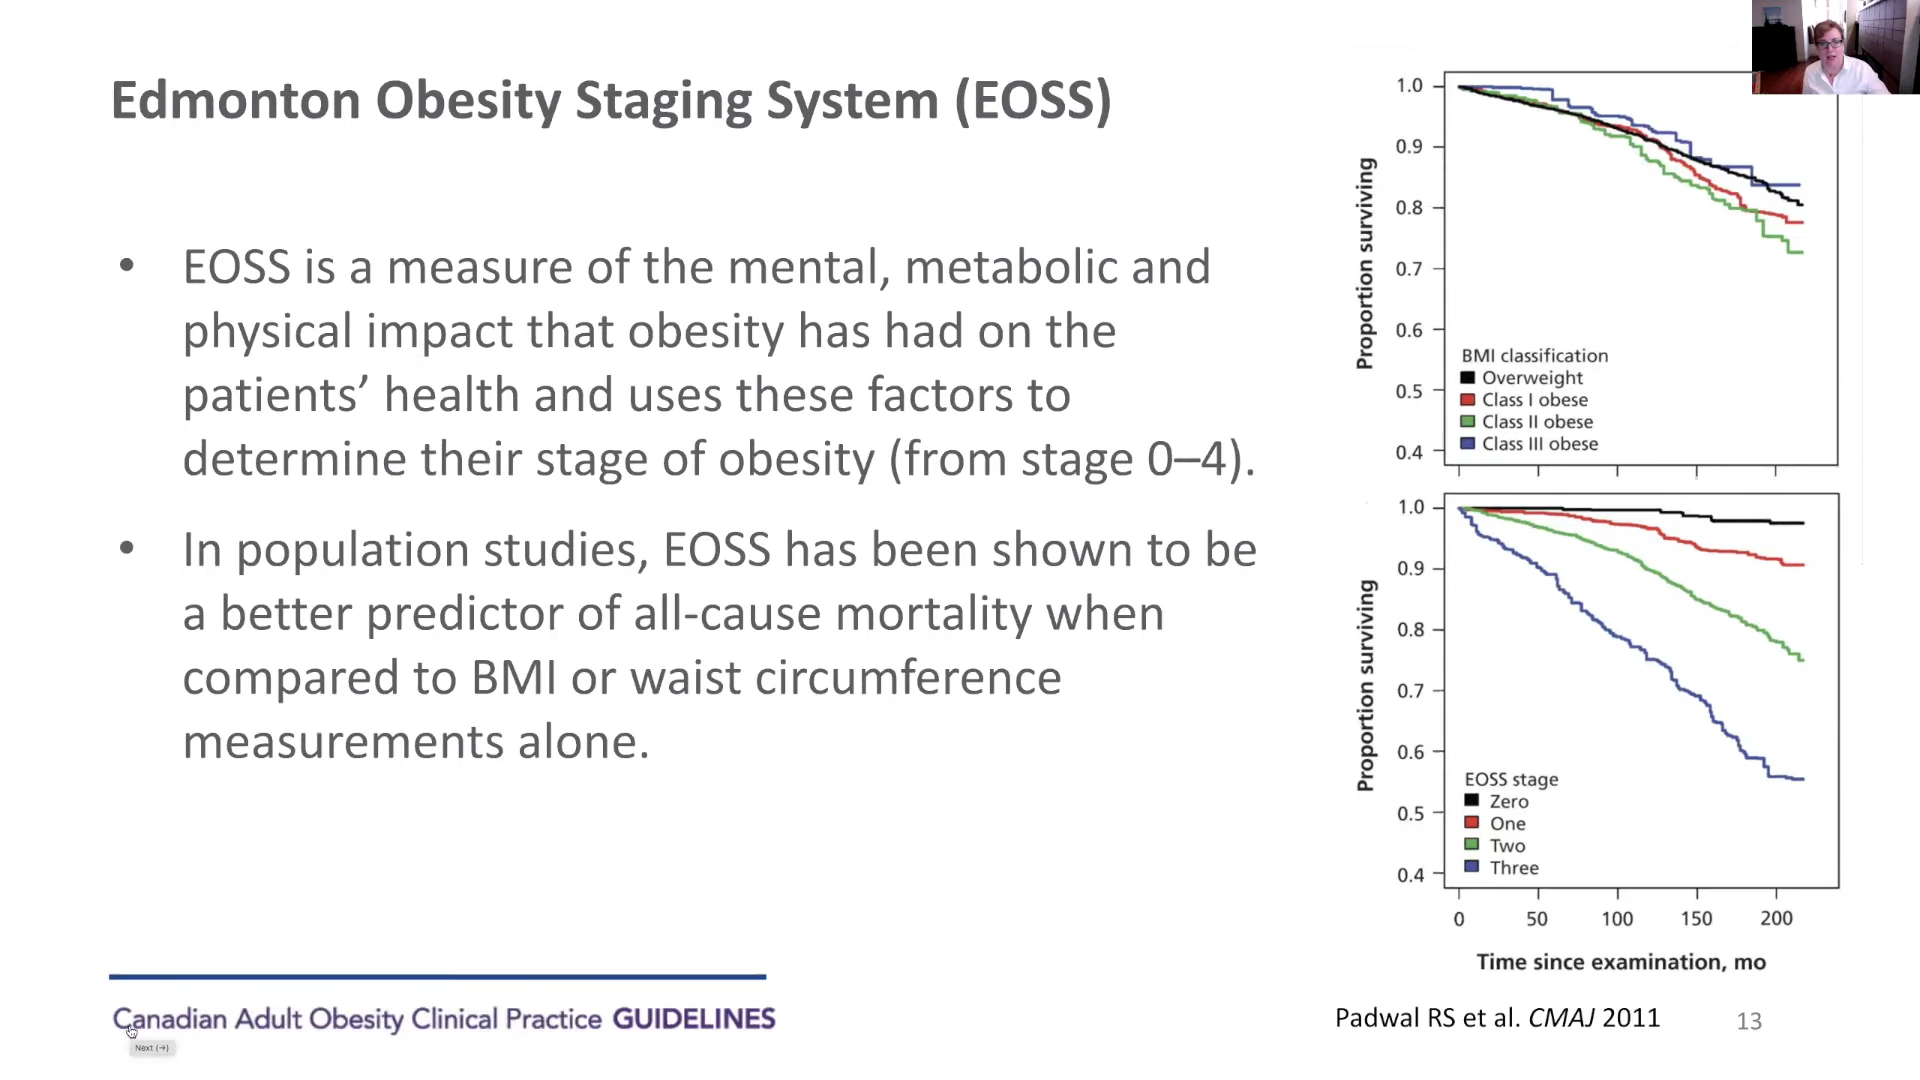 Edmonton Obesity Staging System (EOSS)
• EOSS is a measure of the mental, metabolic and
physical impact that obesity has had on the
patients’ health and uses these factors to
determine their stage of obesity (from stage 0–4).
• In population studies, EOSS has been shown to be
a better predictor of all-cause mortality when
compared to BMI or waist circumference
measurements alone.
Proportion surviving
1.0
0.9
0.8
0.7
0.6
0.5
0.4
BMI classification
Overweight
Class I obese
Class II obese
Class III obese
Proportion surviving
1.0
0.9
0.8
0.7
0.6
0.5
0.4
EOSS stage
Zero
One
Two
Three
0 50 100 150 200
Time since examination, mo
Canadian Adult Obesity Clinical Practice GUIDELINES
Next (→)
Padwal RS et al. CMAJ 2011
13